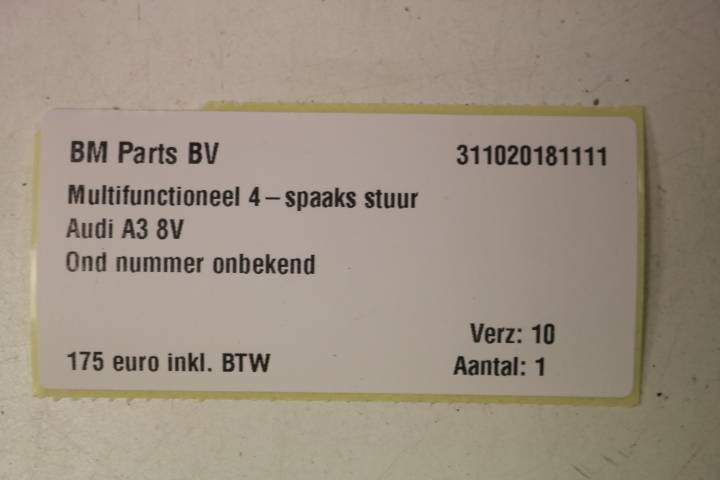 BM Parts BV 311020181111
Multifunctioneel 4-spaaks stuur
Audi A3 8V
Ond nummer onbekend
Verz: 10
175 euro inkl. BTW Aantal: 1